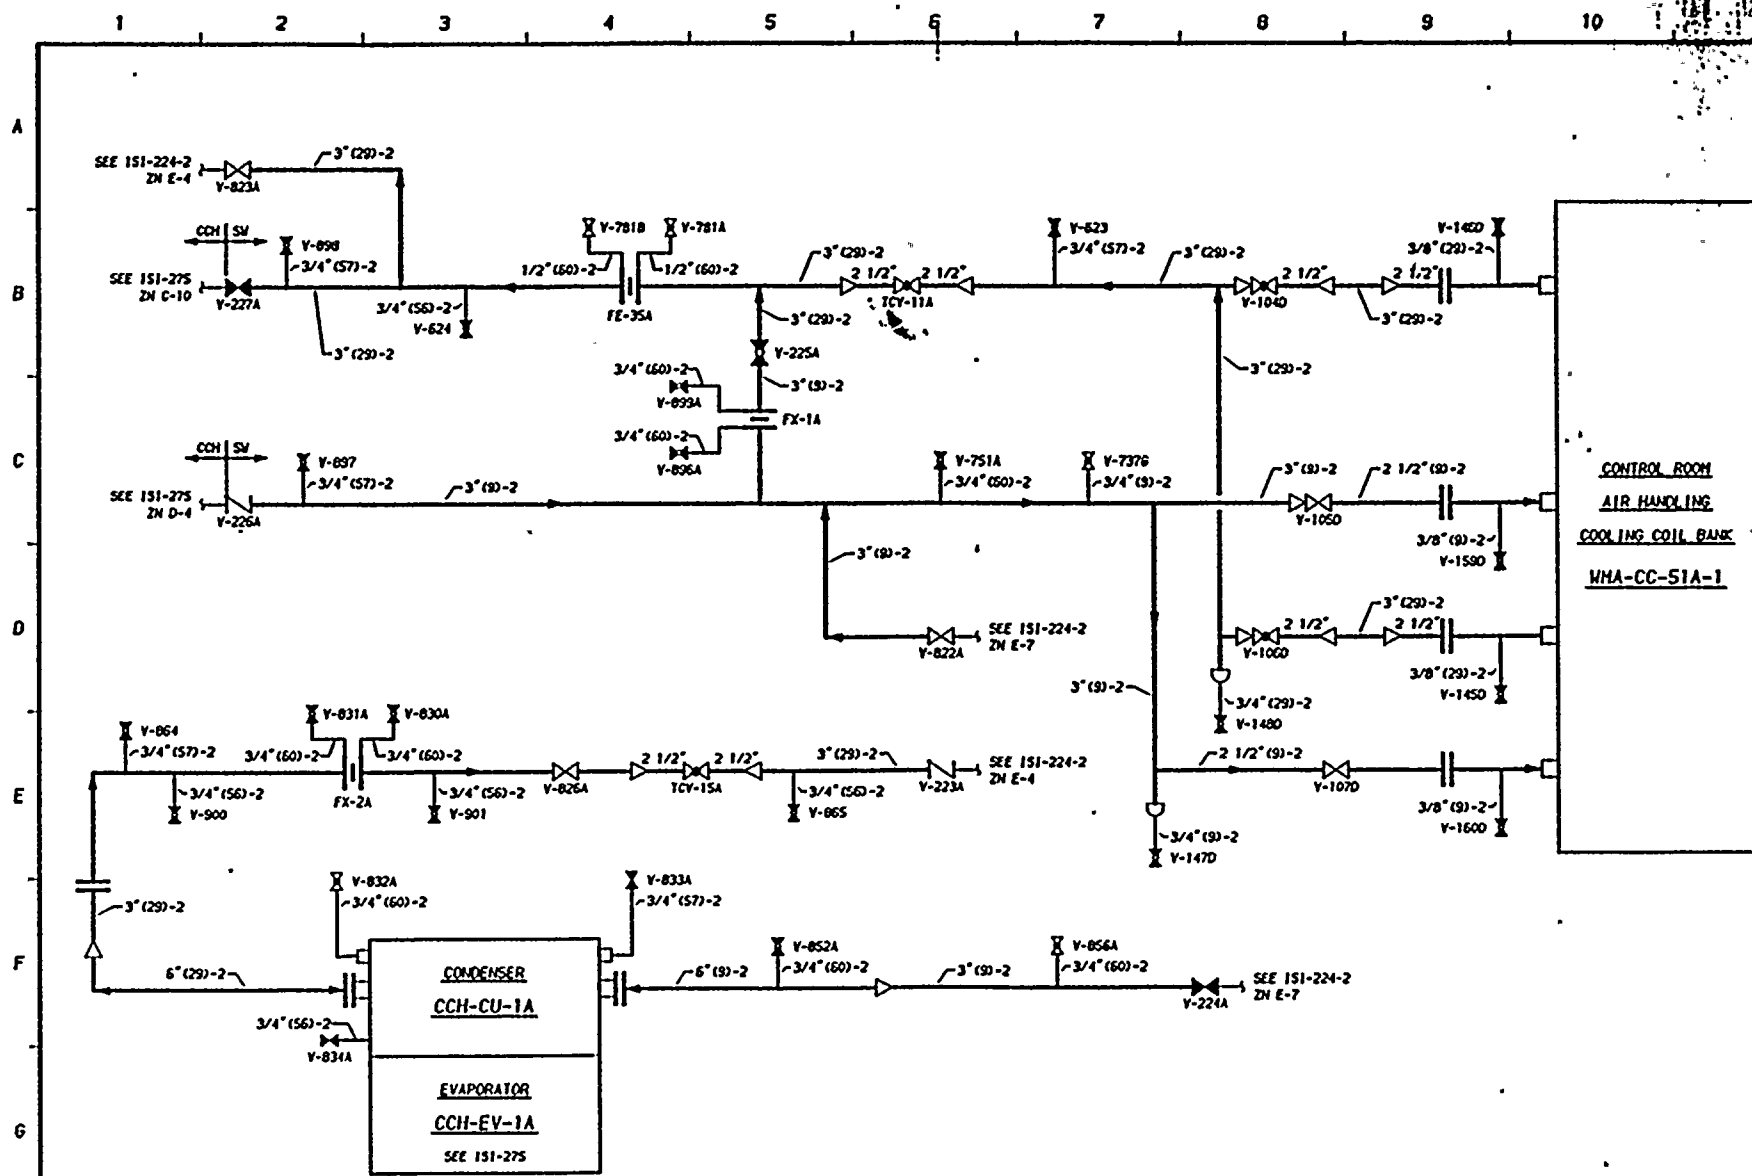 1 2 3 4 5 6 7 8 9 10
A
SEE 151-224-2
ZN E-4
V-823A
3"(29)-2
B
CCH SW
V-898
3/4"(57)-2
SEE 151-275
ZN C-10
V-227A
3"(29)-2
3/4"(56)-2
V-624
V-781B
V-781A
1/2"(60)-2
1/2"(60)-2
FE-35A
3"(29)-2
2 1/2"
2 1/2"
TCV-11A
V-623
3/4"(57)-2
3"(29)-2
2 1/2"
V-104D
3"(29)-2
2 1/2"
3/8"(29)-2
3"(29)-2
V-225A
3"(9)-2
3"(29)-2
3/4"(60)-2
V-899A
FX-1A
3/4"(60)-2
V-896A
C
CCH SW
V-897
3/4"(57)-2
SEE 151-275
ZN D-4
V-226A
3"(9)-2
V-751A
3/4"(60)-2
V-737G
3/4"(9)-2
3"(9)-2
V-105D
2 1/2"(9)-2
3/8"(9)-2
V-159D
CONTROL ROOM
AIR HANDLING
COOLING COIL BANK
WMA-CC-51A-1
D
3"(9)-2
V-822A
SEE 151-224-2
ZN E-7
3"(9)-2
V-106D
2 1/2"
3"(29)-2
2 1/2"
3/8"(29)-2
V-145D
3/4"(29)-2
V-148D
E
V-864
3/4"(57)-2
3/4"(56)-2
V-900
V-831A
V-830A
3/4"(60)-2
3/4"(60)-2
FX-2A
3/4"(56)-2
V-901
V-826A
2 1/2"
2 1/2"
TCV-15A
3/4"(56)-2
V-865
3"(29)-2
V-223A
SEE 151-224-2
ZN E-4
2 1/2"(9)-2
V-107D
3/8"(9)-2
V-160D
3/4"(9)-2
V-147D
F
3"(29)-2
6"(29)-2
V-832A
3/4"(60)-2
V-833A
3/4"(57)-2
CONDENSER
CCH-CU-1A
3/4"(56)-2
V-834A
6"(9)-2
V-852A
3/4"(60)-2
3"(9)-2
V-856A
3/4"(60)-2
V-224A
SEE 151-224-2
ZN E-7
G
EVAPORATOR
CCH-EV-1A
SEE 151-275